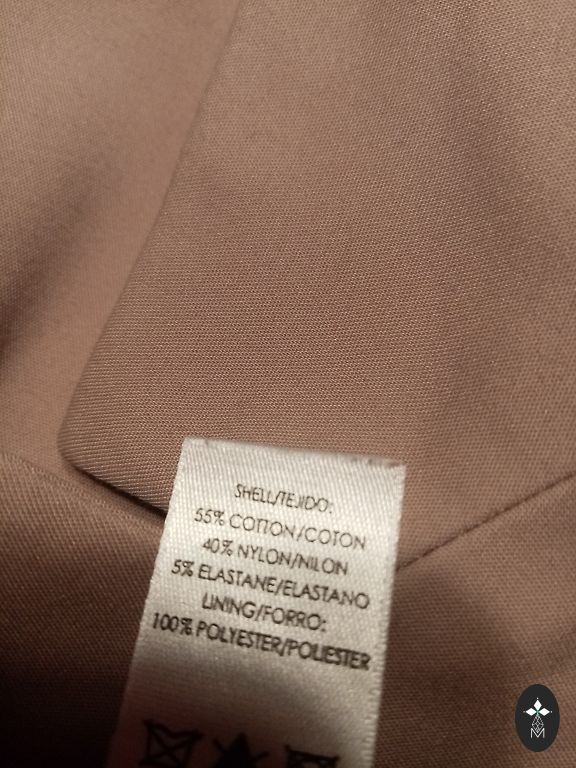 SHELL/TEJIDO:
55% COTTON/COTON
40% NYLON/NILON
5% ELASTANE/ELASTANO
LINING/FORRO:
100% POLYESTER/POLIESTER
M